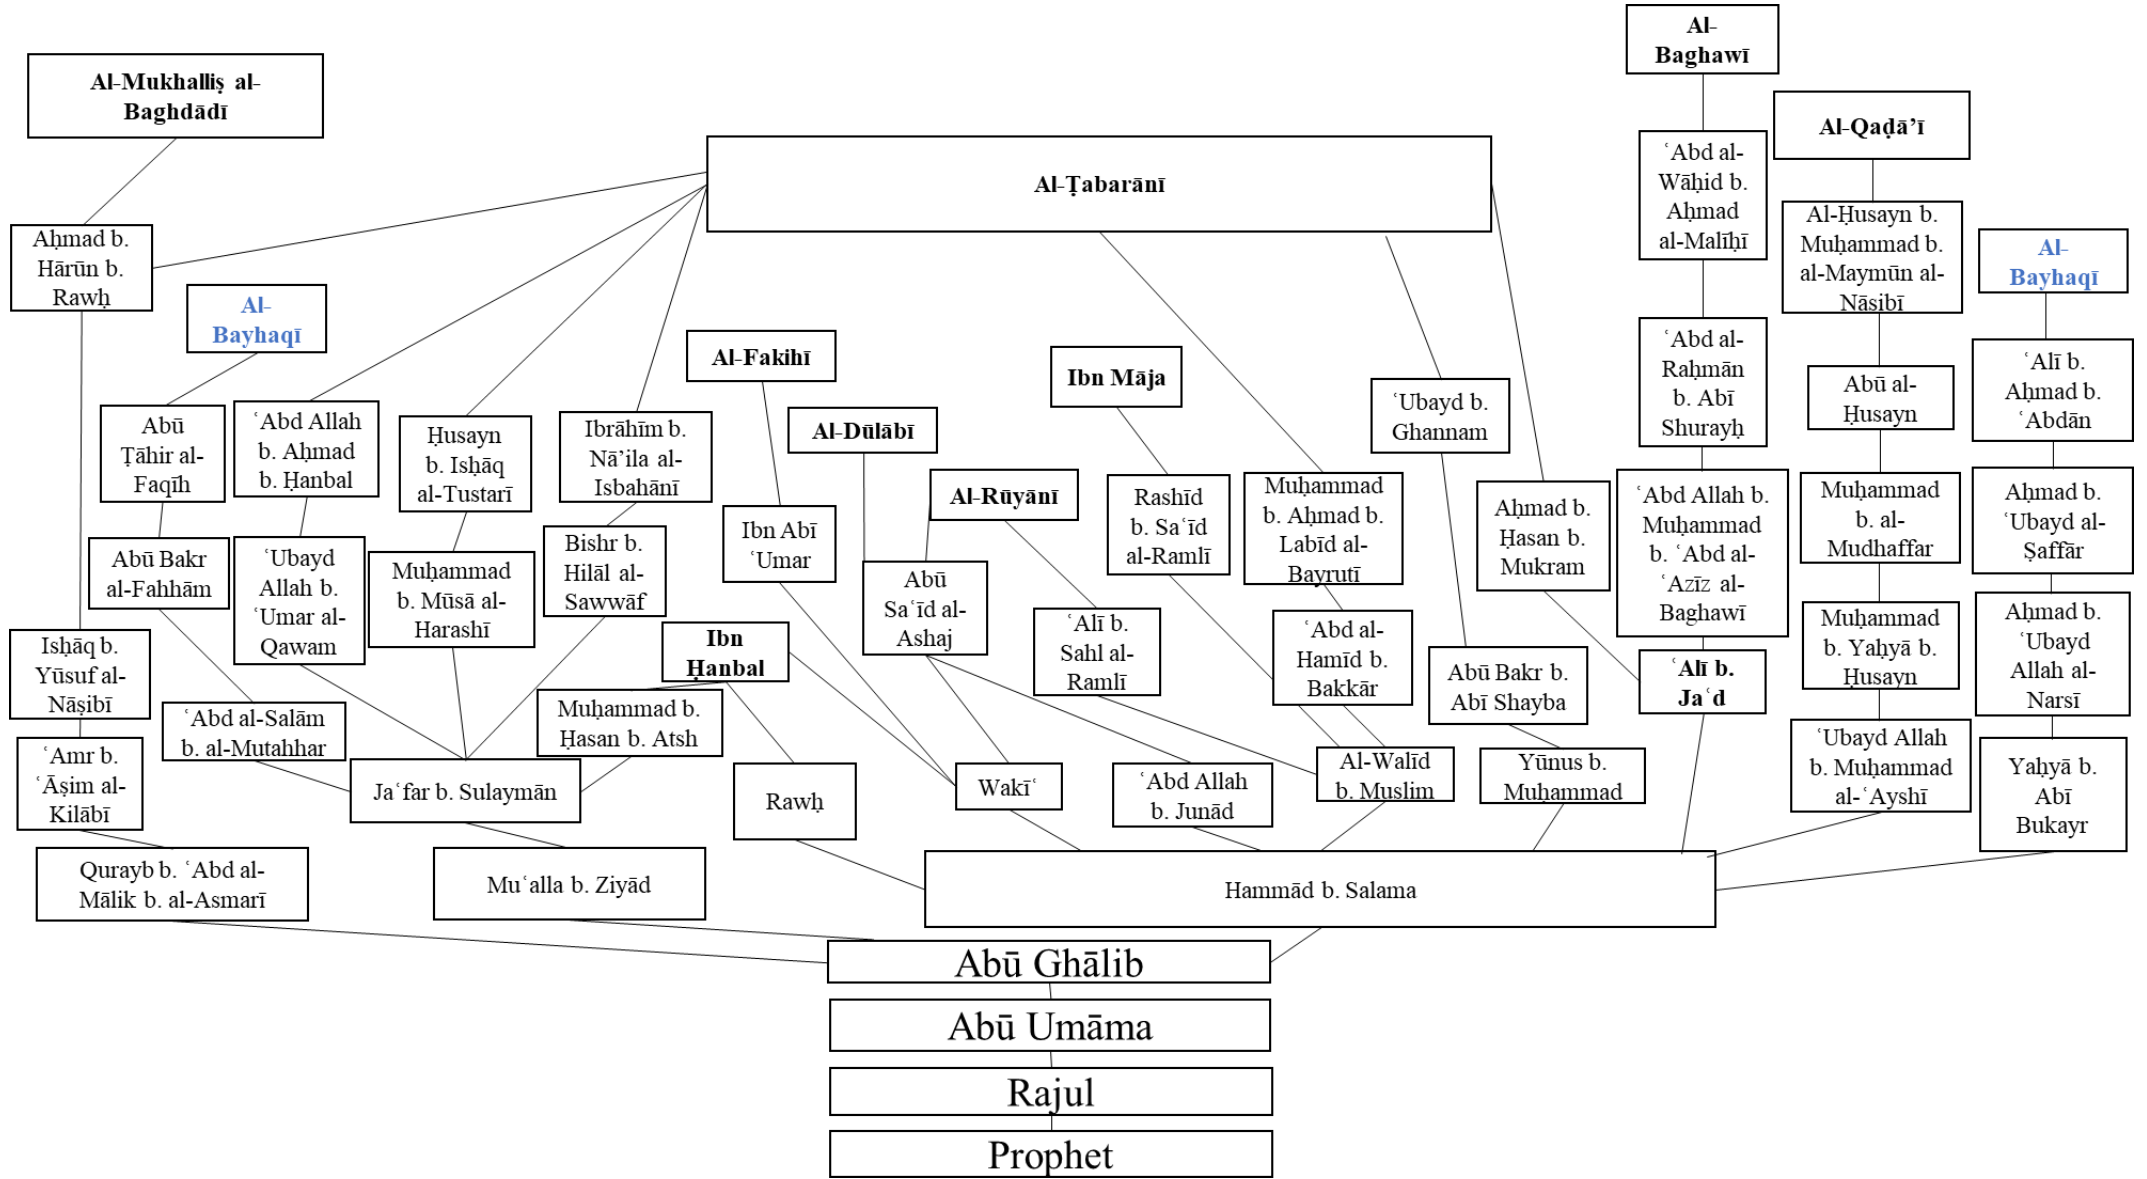 Al-
Baghawī
Al-Mukhalliṣ al-
Baghdādī
Al-Qaḍā’ī
Al-Ṭabarānī
ʿAbd al-
Wāḥid b.
Aḥmad
al-Malīḥī
Al-Ḥusayn b.
Muḥammad b.
al-Maymūn al-
Nāsibī
Aḥmad b.
Hārūn b.
Rawḥ
Al-
Bayhaqī
Al-
Bayhaqī
Al-Fakihī
Ibn Māja
ʿAbd al-
Raḥmān
b. Abī
Shurayḥ
ʿAlī b.
Aḥmad b.
ʿAbdān
Abū al-
Ḥusayn
ʿUbayd b.
Ghannam
Abū
Ṭāhir al-
Faqīh
ʿAbd Allah
b. Aḥmad
b. Ḥanbal
Ḥusayn
b. Isḥāq
al-Tustarī
Ibrāhīm b.
Nā’ila al-
Isbahānī
Al-Dūlābī
Al-Rūyānī
Rashīd
b. Saʿīd
al-Ramlī
Muḥammad
b. Aḥmad b.
Labīd al-
Bayrutī
Aḥmad b.
Ḥasan b.
Mukram
ʿAbd Allah b.
Muḥammad
b. ʿAbd al-
ʿAzīz al-
Baghawī
Muḥammad
b. al-
Mudhaffar
Aḥmad b.
ʿUbayd al-
Ṣaffār
Abū Bakr
al-Fahhām
ʿUbayd
Allah b.
ʿUmar al-
Qawam
Muḥammad
b. Mūsā al-
Harashī
Bishr b.
Hilāl al-
Sawwāf
Ibn Abī
ʿUmar
Abū
Saʿīd al-
Ashaj
ʿAlī b.
Sahl al-
Ramlī
ʿAbd al-
Hamīd b.
Bakkār
Abū Bakr b.
Abī Shayba
ʿAlī b.
Jaʿd
Muḥammad
b. Yaḥyā b.
Ḥusayn
Aḥmad b.
ʿUbayd
Allah al-
Narsī
Isḥāq b.
Yūsuf al-
Nāṣibī
Ibn
Ḥanbal
ʿAbd al-Salām
b. al-Mutahhar
Muḥammad b.
Ḥasan b. Atsh
ʿAmr b.
ʿĀṣim al-
Kilābī
Jaʿfar b. Sulaymān
Rawḥ
Wakīʿ
ʿAbd Allah
b. Junād
Al-Walīd
b. Muslim
Yūnus b.
Muḥammad
ʿUbayd Allah
b. Muḥammad
al-ʿAyshī
Yaḥyā b.
Abī
Bukayr
Qurayb b. ʿAbd al-
Mālik b. al-Asmarī
Muʿalla b. Ziyād
Hammād b. Salama
Abū Ghālib
Abū Umāma
Rajul
Prophet